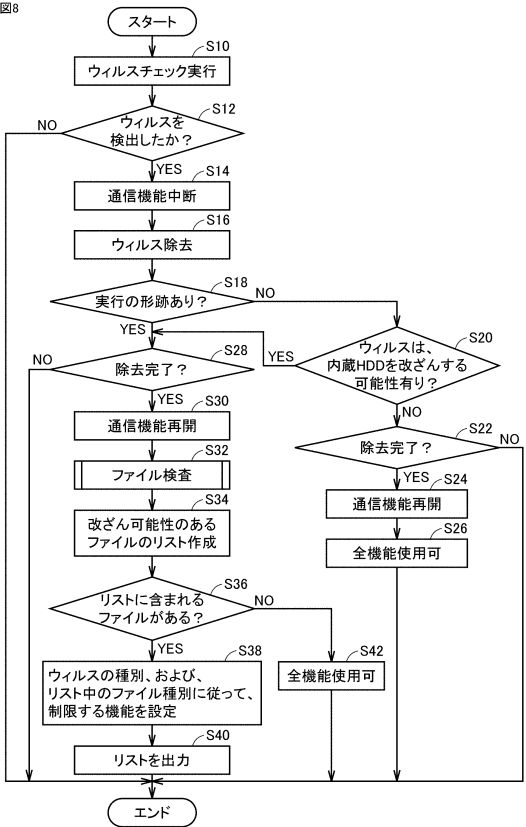 図8
スタート
S10
ウィルスチェック実行
S12
ウィルスを
検出したか？
NO
YES
S14
通信機能中断
S16
ウィルス除去
S18
実行の形跡あり？
NO
YES
S20
ウィルスは、
内蔵HDDを改ざんする
可能性有り？
YES
NO
S28
除去完了？
NO
YES
S22
除去完了？
NO
YES
S30
通信機能再開
S24
通信機能再開
S32
ファイル検査
S26
全機能使用可
S34
改ざん可能性のある
ファイルのリスト作成
S36
リストに含まれる
ファイルがある？
NO
YES
S38
ウィルスの種別、および、
リスト中のファイル種別に従って、
制限する機能を設定
S42
全機能使用可
S40
リストを出力
エンド